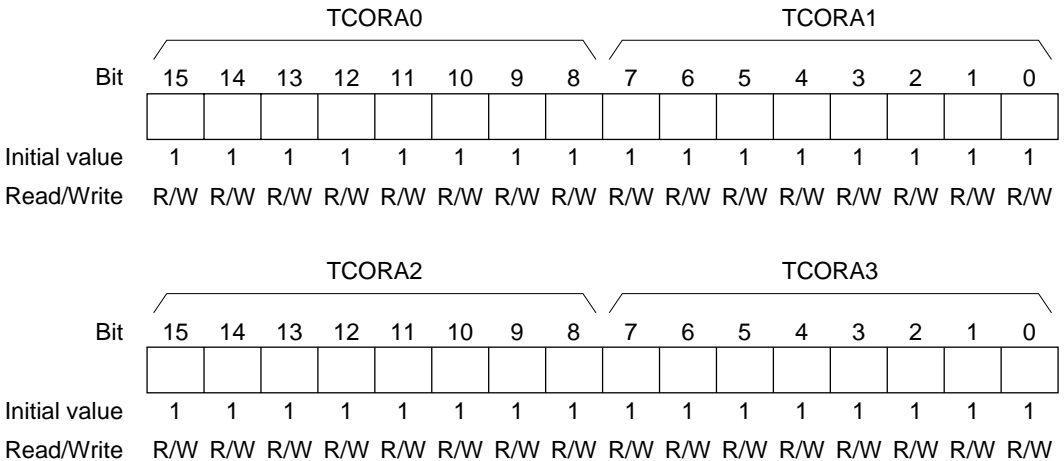 TCORA0 TCORA1
Bit 15 14 13 12 11 10 9 8 7 6 5 4 3 2 1 0
Initial value 1 1 1 1 1 1 1 1 1 1 1 1 1 1 1 1
Read/Write R/W R/W R/W R/W R/W R/W R/W R/W R/W R/W R/W R/W R/W R/W R/W R/W
TCORA2 TCORA3
Bit 15 14 13 12 11 10 9 8 7 6 5 4 3 2 1 0
Initial value 1 1 1 1 1 1 1 1 1 1 1 1 1 1 1 1
Read/Write R/W R/W R/W R/W R/W R/W R/W R/W R/W R/W R/W R/W R/W R/W R/W R/W